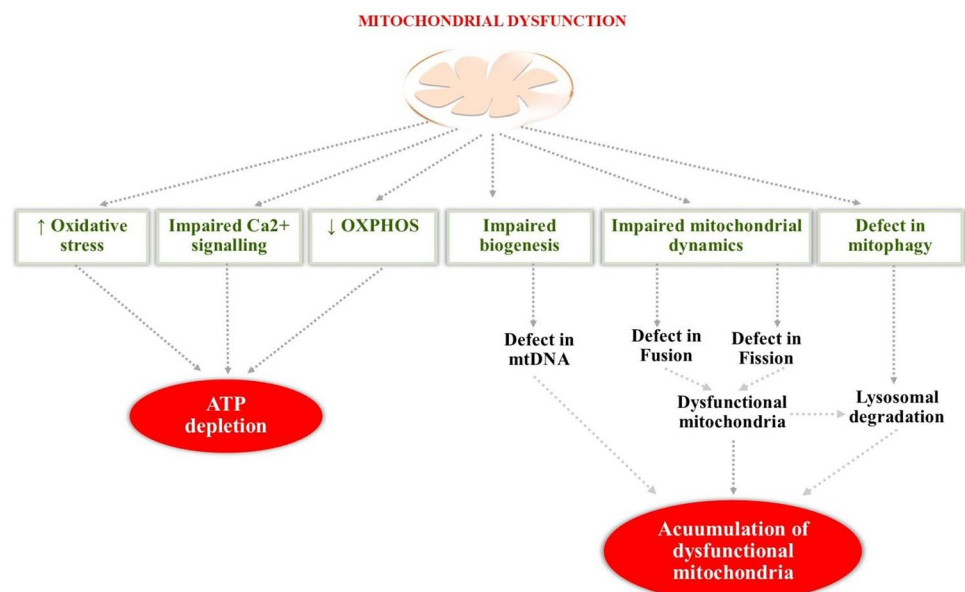 MITOCHONDRIAL DYSFUNCTION
↑ Oxidative
stress
Impaired Ca2+
signalling
↓ OXPHOS
Impaired
biogenesis
Impaired mitochondrial
dynamics
Defect in
mitophagy
Defect in
mtDNA
Defect in
Fusion
Defect in
Fission
ATP
depletion
Dysfunctional
mitochondria
Lysosomal
degradation
Acuumulation of
dysfunctional
mitochondria